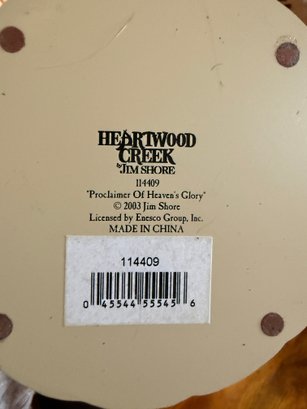 HEARTWOOD
CREEK
by JIM SHORE
114409
"Proclaimer Of Heaven's Glory"
© 2003 Jim Shore
Licensed by Enesco Group, Inc.
MADE IN CHINA
114409
0 45544 55545 6